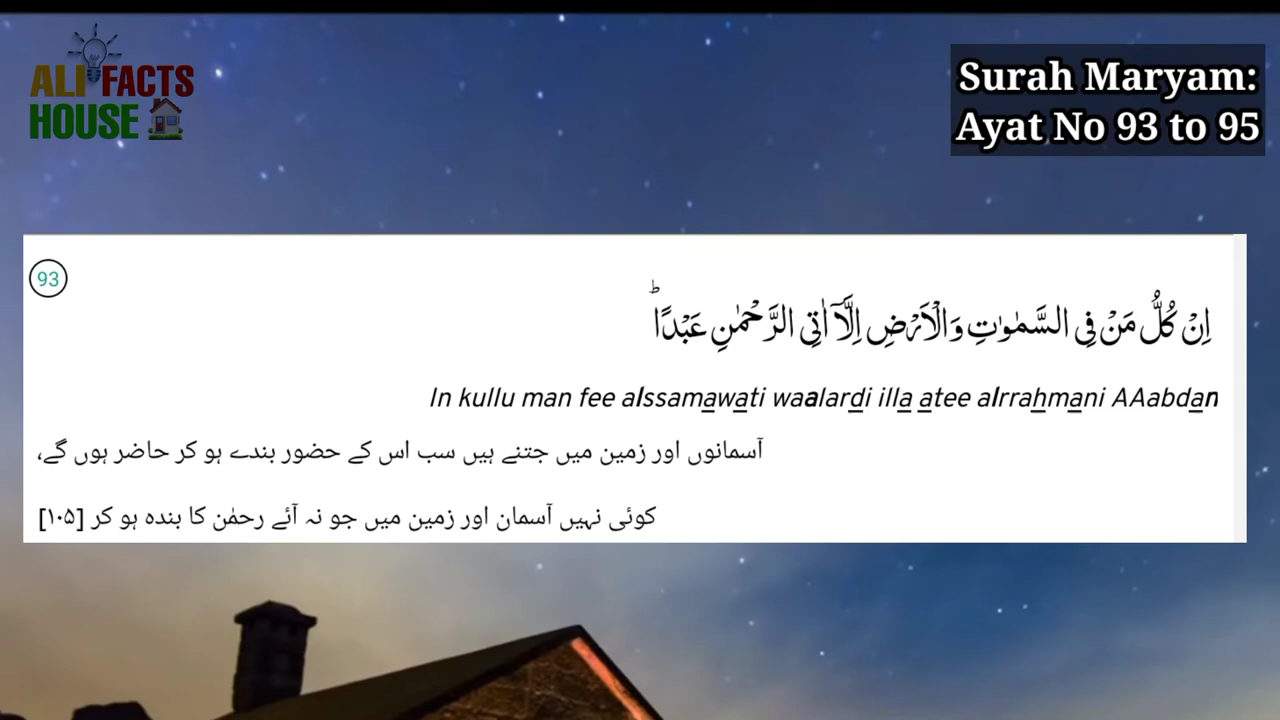 ALI FACTS
HOUSE
Surah Maryam:
Ayat No 93 to 95
93
اِنْ كُلُّ مَنْ فِى السَّمٰوٰتِ وَالْاَرْضِ اِلَّاۤ اٰتِى الرَّحْمٰنِ عَبْدًاؕ
In kullu man fee alssamawati waalardi illa atee alrrahmani AAabdan
آسمانوں اور زمین میں جتنے ہیں سب اس کے حضور بندے ہو کر حاضر ہوں گے،
کوئی نہیں آسمان اور زمین میں جو نہ آئے رحمٰن کا بندہ ہو کر [۱۰۵]